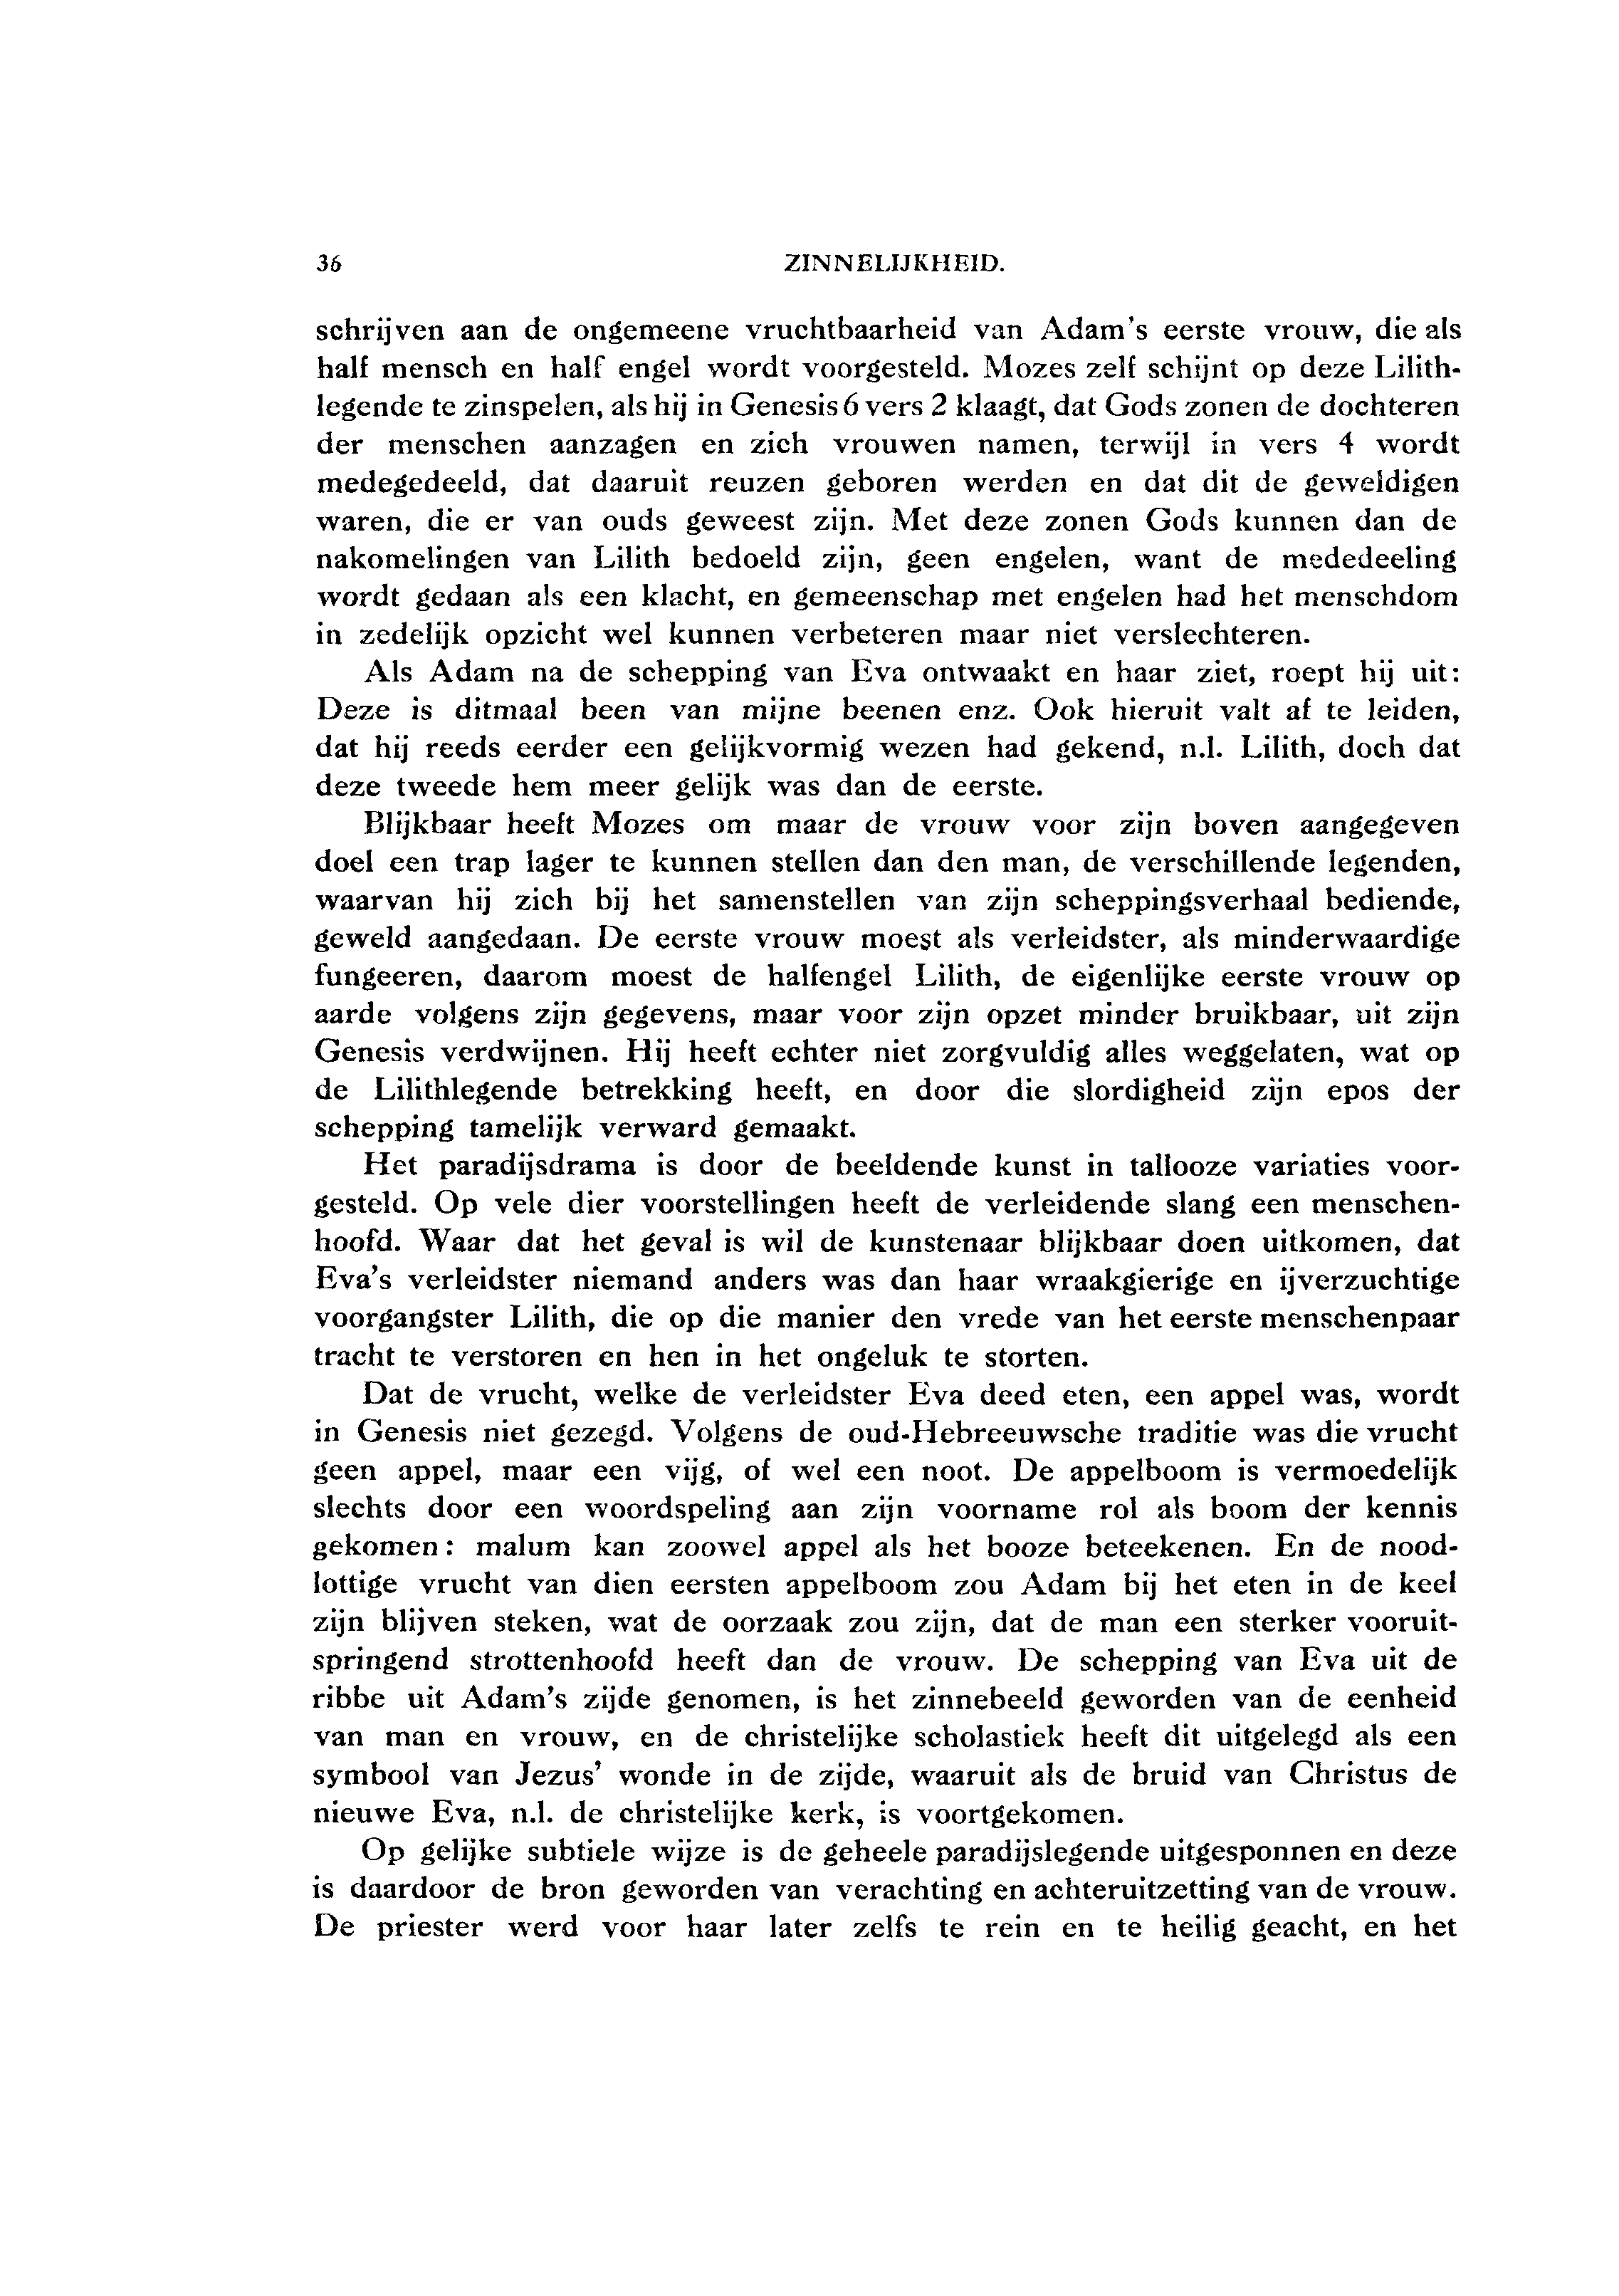 36 ZINNELIJKHEID.
schrijven aan de ongemeene vruchtbaarheid van Adam's eerste vrouw, die als
half mensch en half engel wordt voorgesteld. Mozes zelf schijnt op deze Lilith-
legende te zinspelen, als hij in Genesis 6 vers 2 klaagt, dat Gods zonen de dochteren
der menschen aanzagen en zich vrouwen namen, terwijl in vers 4 wordt
medegedeeld, dat daaruit reuzen geboren werden en dat dit de geweldigen
waren, die er van ouds geweest zijn. Met deze zonen Gods kunnen dan de
nakomelingen van Lilith bedoeld zijn, geen engelen, want de mededeeling
wordt gedaan als een klacht, en gemeenschap met engelen had het menschdom
in zedelijk opzicht wel kunnen verbeteren maar niet verslechteren.
Als Adam na de schepping van Eva ontwaakt en haar ziet, roept hij uit:
Deze is ditmaal been van mijne beenen enz. Ook hieruit valt af te leiden,
dat hij reeds eerder een gelijkvormig wezen had gekend, n.l. Lilith, doch dat
deze tweede hem meer gelijk was dan de eerste.
Blijkbaar heeft Mozes om maar de vrouw voor zijn boven aangegeven
doel een trap lager te kunnen stellen dan den man, de verschillende legenden,
waarvan hij zich bij het samenstellen van zijn scheppingsverhaal bediende,
geweld aangedaan. De eerste vrouw moest als verleidster, als minderwaardige
fungeeren, daarom moest de halfengel Lilith, de eigenlijke eerste vrouw op
aarde volgens zijn gegevens, maar voor zijn opzet minder bruikbaar, uit zijn
Genesis verdwijnen. Hij heeft echter niet zorgvuldig alles weggelaten, wat op
de Lilithlegende betrekking heeft, en door die slordigheid zijn epos der
schepping tamelijk verward gemaakt.
Het paradijsdrama is door de beeldende kunst in tallooze variaties voor-
gesteld. Op vele dier voorstellingen heeft de verleidende slang een menschen-
hoofd. Waar dat het geval is wil de kunstenaar blijkbaar doen uitkomen, dat
Eva's verleidster niemand anders was dan haar wraakgierige en ijverzuchtige
voorgangster Lilith, die op die manier den vrede van het eerste menschenpaar
tracht te verstoren en hen in het ongeluk te storten.
Dat de vrucht, welke de verleidster Eva deed eten, een appel was, wordt
in Genesis niet gezegd. Volgens de oud-Hebreeuwsche traditie was die vrucht
geen appel, maar een vijg, of wel een noot. De appelboom is vermoedelijk
slechts door een woordspeling aan zijn voorname rol als boom der kennis
gekomen: malum kan zoowel appel als het booze beteekenen. En de nood-
lottige vrucht van dien eersten appelboom zou Adam bij het eten in de keel
zijn blijven steken, wat de oorzaak zou zijn, dat de man een sterker vooruit-
springend strottenhoofd heeft dan de vrouw. De schepping van Eva uit de
ribbe uit Adam's zijde genomen, is het zinnebeeld geworden van de eenheid
van man en vrouw, en de christelijke scholastiek heeft dit uitgelegd als een
symbool van Jezus' wonde in de zijde, waaruit als de bruid van Christus de
nieuwe Eva, n.l. de christelijke kerk, is voortgekomen.
Op gelijke subtiele wijze is de geheele paradijslegende uitgesponnen en deze
is daardoor de bron geworden van verachting en achteruitzetting van de vrouw.
De priester werd voor haar later zelfs te rein en te heilig geacht, en het